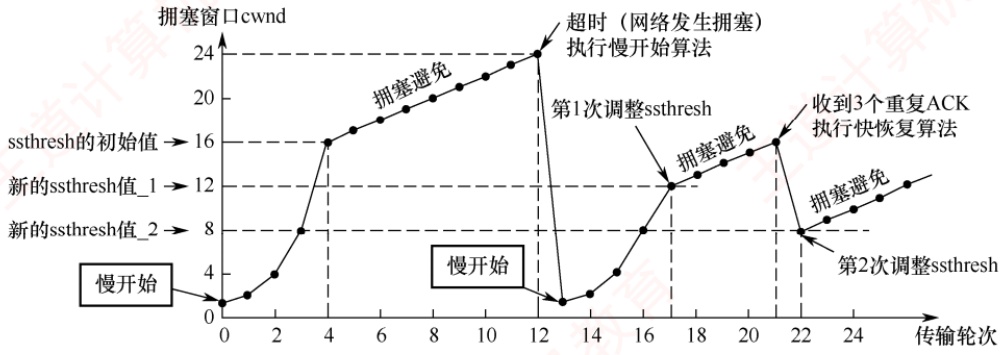 拥塞窗口cwnd
超时（网络发生拥塞）
执行慢开始算法
24
拥塞避免
20
第1次调整ssthresh
收到3个重复ACK
执行快恢复算法
ssthresh的初始值
16
拥塞避免
新的ssthresh值_1
12
拥塞避免
新的ssthresh值_2
8
慢开始
慢开始
第2次调整ssthresh
4
0
0 2 4 6 8 10 12 14 16 18 20 22 24
传输轮次